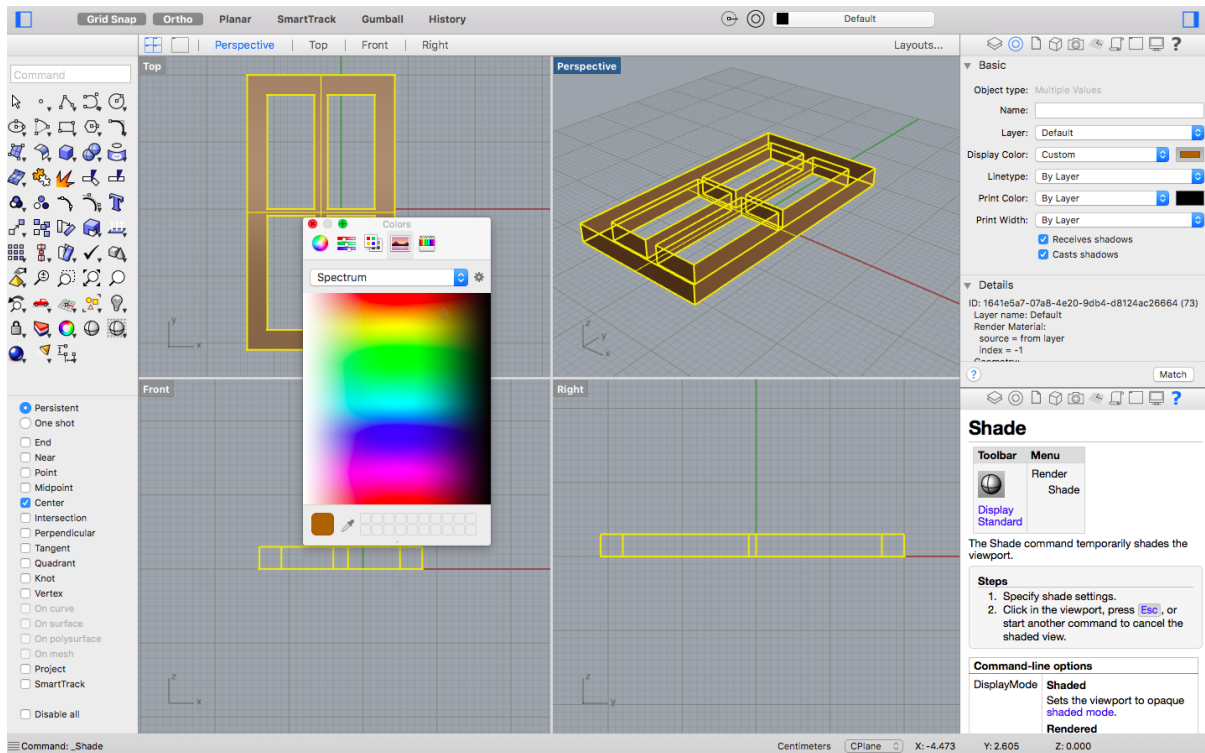 Grid Snap Ortho Planar SmartTrack Gumball History Default
Perspective Top Front Right Layouts...
Command
Persistent
One shot
End
Near
Point
Midpoint
Center
Intersection
Perpendicular
Tangent
Quadrant
Knot
Vertex
On curve
On surface
On polysurface
On mesh
Project
SmartTrack
Disable all
Top
y
x
Perspective
z
y
x
Front
z
x
Right
z
y
Colors
Spectrum
Basic
Object type: Multiple Values
Name:
Layer: Default
Display Color: Custom
Linetype: By Layer
Print Color: By Layer
Print Width: By Layer
Receives shadows
Casts shadows
Details
ID: 1641e5a7-07a8-4e20-9db4-d8124ac26664 (73)
Layer name: Default
Render Material:
source = from layer
index = -1
Geometry:
? Match
?
Shade
Toolbar Menu
Render
Shade
Display
Standard
The Shade command temporarily shades the
viewport.
Steps
1. Specify shade settings.
2. Click in the viewport, press Esc, or
start another command to cancel the
shaded view.
Command-line options
DisplayMode Shaded
Sets the viewport to opaque
shaded mode.
Rendered
Command: _Shade Centimeters CPlane X: -4.473 Y: 2.605 Z: 0.000